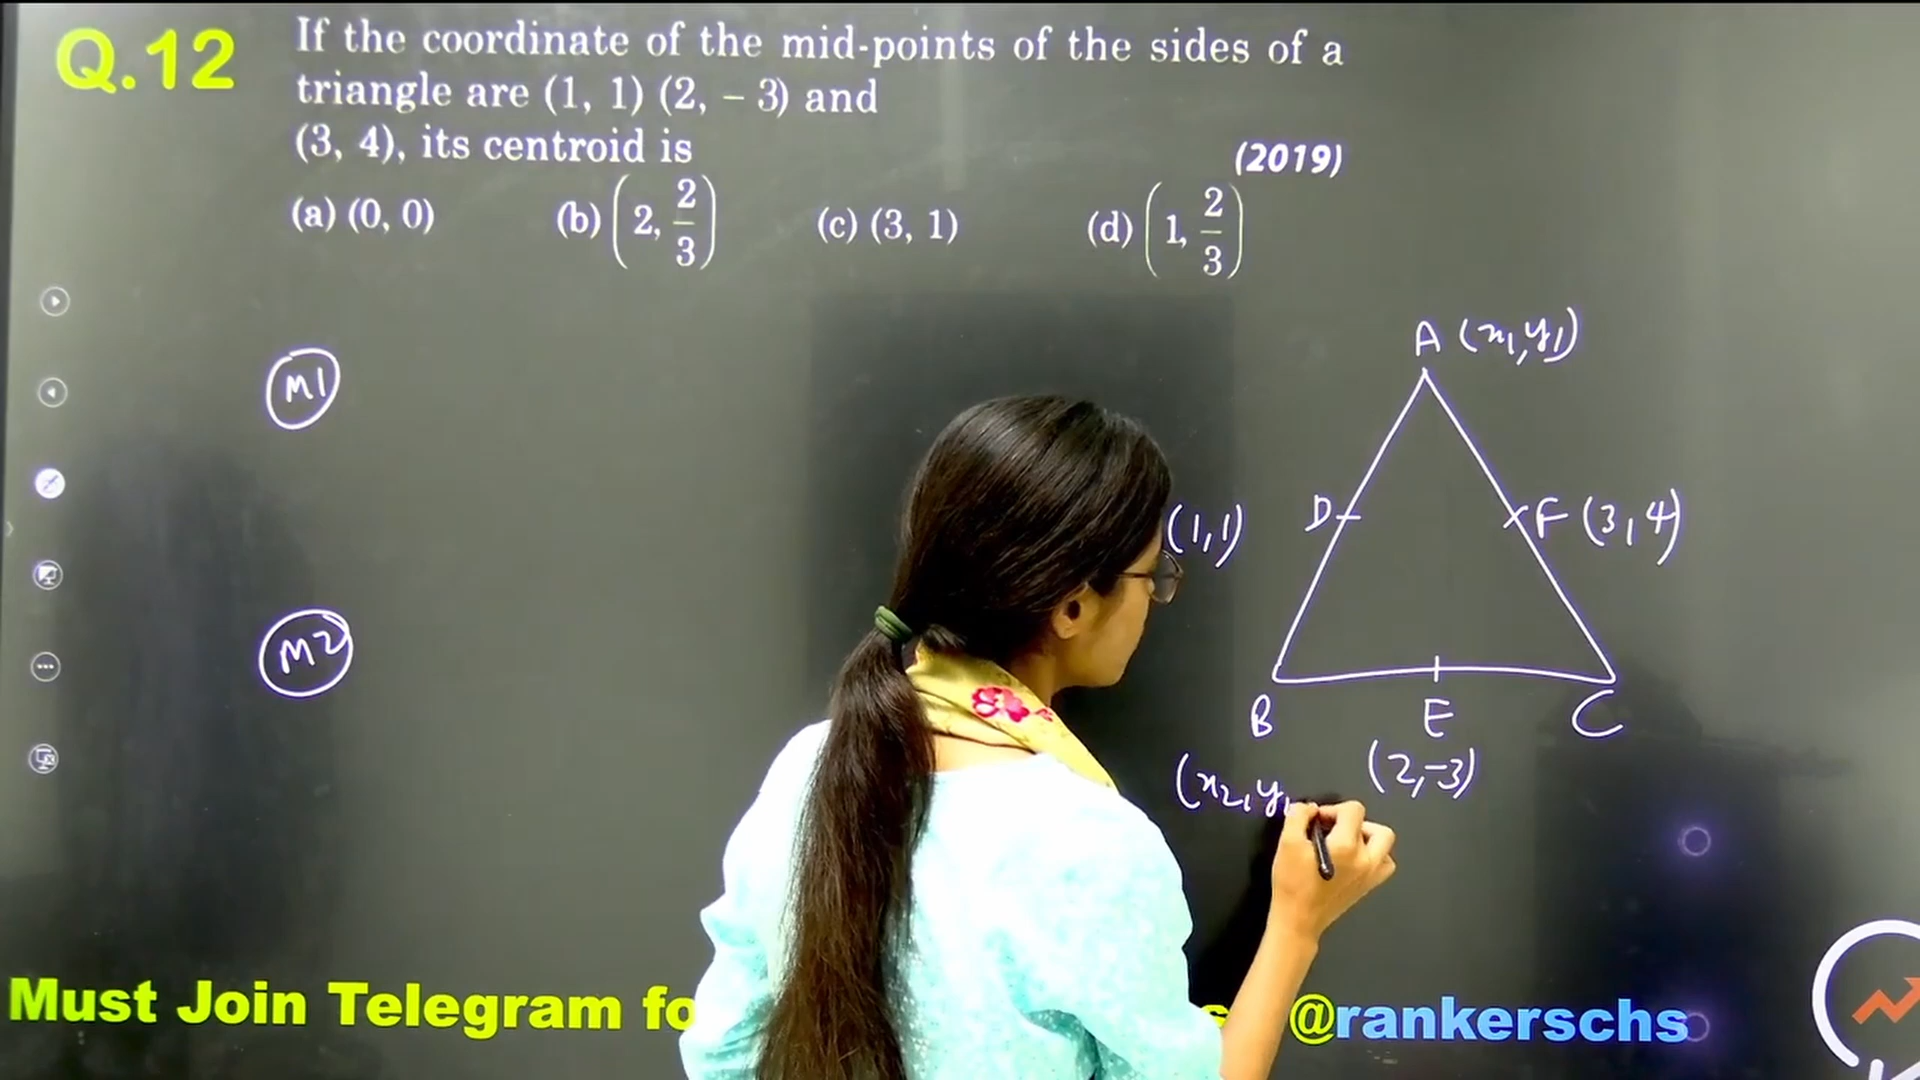 Q.12
If the coordinate of the mid-points of the sides of a
triangle are (1, 1) (2, – 3) and
(3, 4), its centroid is
(2019)
(a) (0, 0) (b) (2, 2/3) (c) (3, 1) (d) (1, 2/3)
A (x₁,y₁)
M1
(1,1) D F (3,4)
M2
B E C
(x₂,y (2,-3)
Must Join Telegram fo @rankerschs